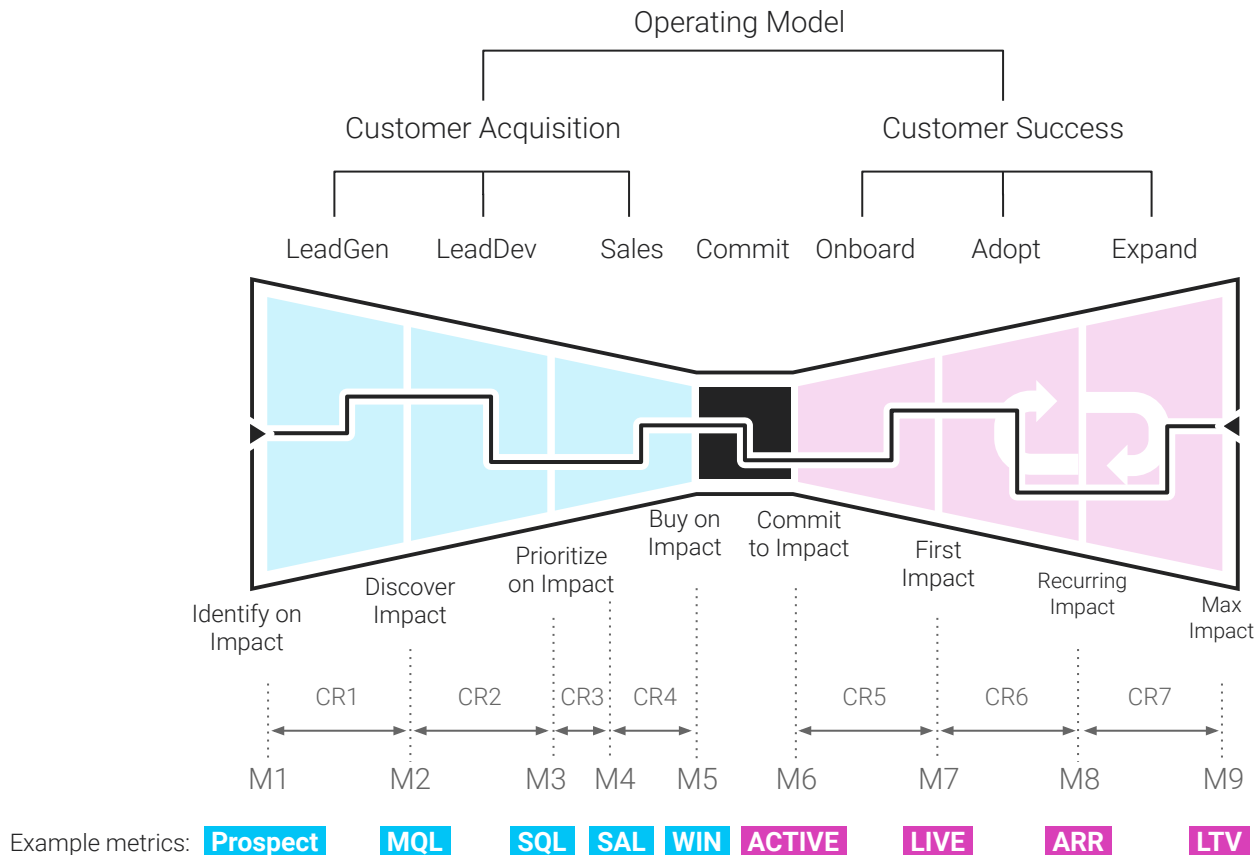 Operating Model
Customer Acquisition
Customer Success
LeadGen
LeadDev
Sales
Commit
Onboard
Adopt
Expand
Identify on
Impact
Discover
Impact
Prioritize
on Impact
Buy on
Impact
Commit
to Impact
First
Impact
Recurring
Impact
Max
Impact
CR1
CR2
CR3
CR4
CR5
CR6
CR7
M1
M2
M3
M4
M5
M6
M7
M8
M9
Example metrics:
Prospect
MQL
SQL
SAL
WIN
ACTIVE
LIVE
ARR
LTV